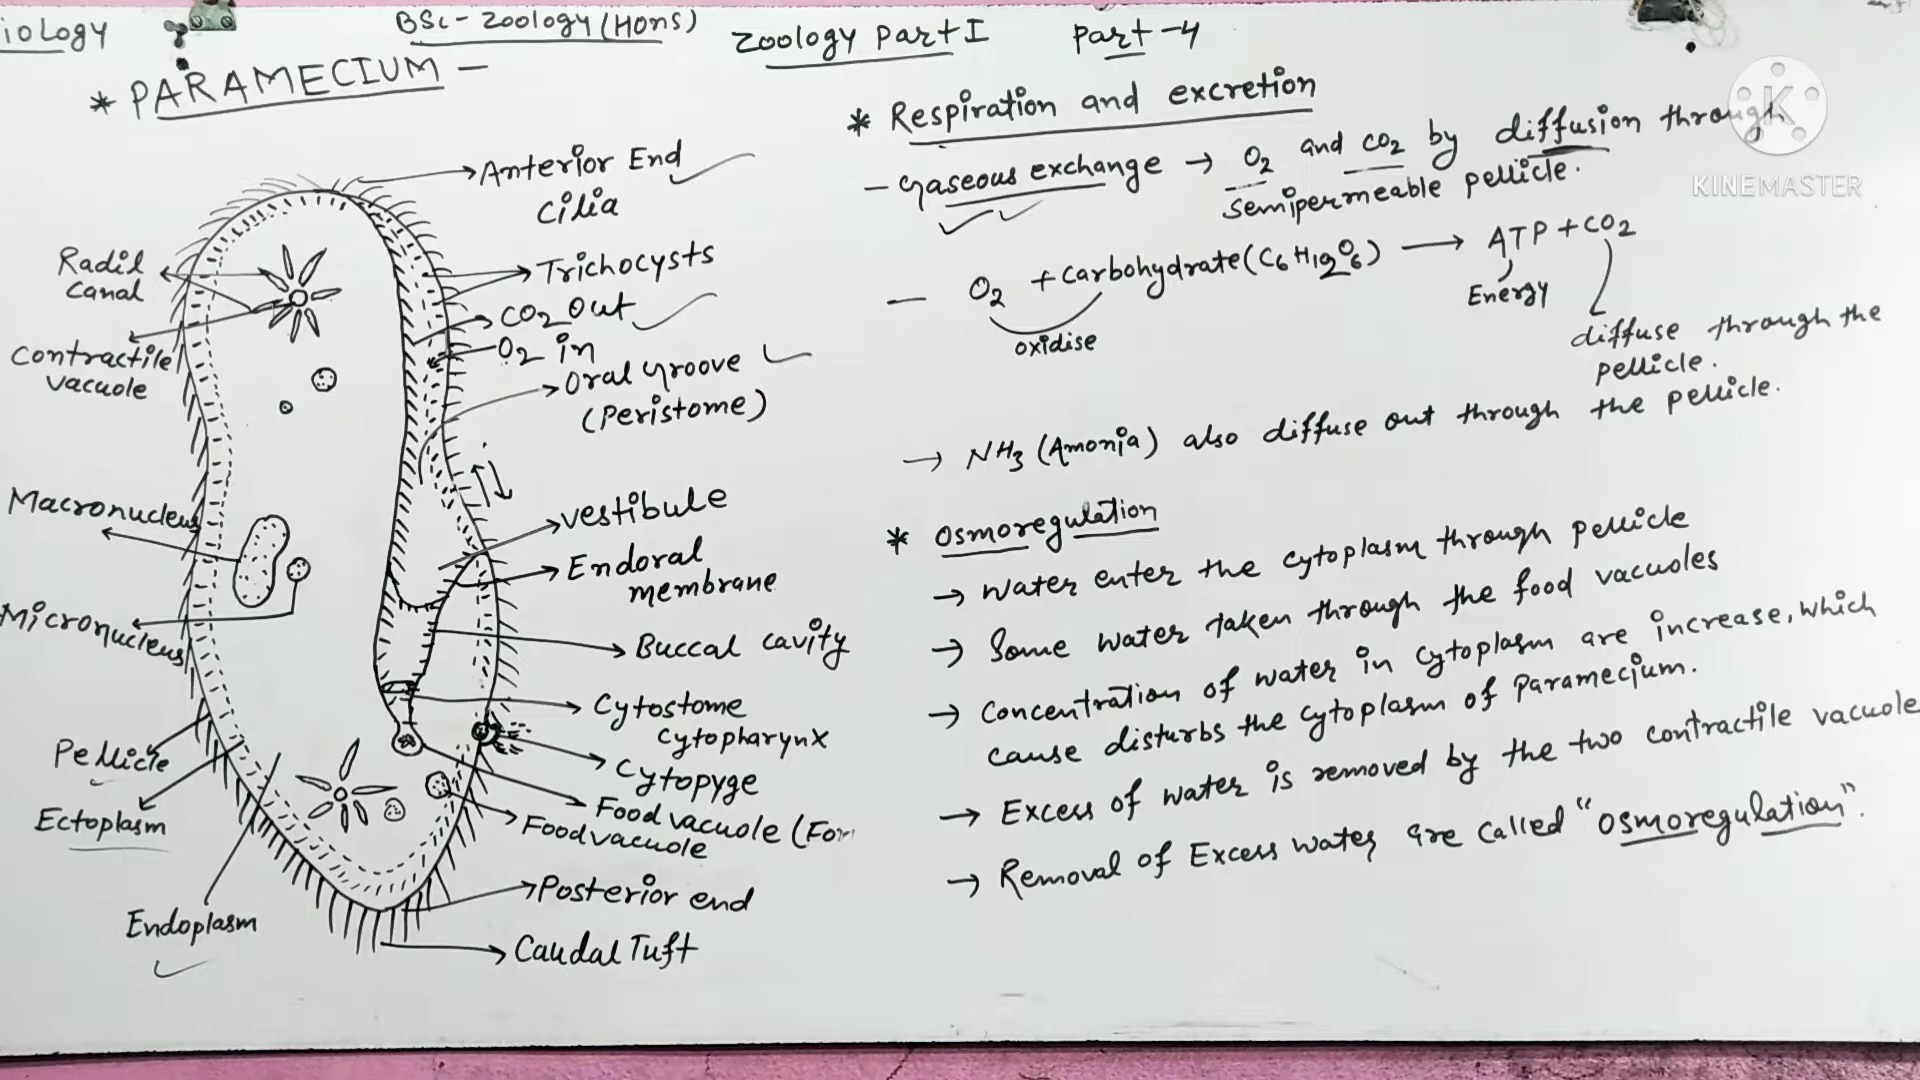 iology
BSc - Zoology (Hons)
Zoology Part I Part - 4
* PARAMECIUM -
Anterior End
Cilia
Trichocysts
CO2 out
O2 in
Oral groove
(Peristome)
vestibule
Endoral
membrane
Buccal cavity
Cytostome
cytopharynx
Cytopyge
Food vacuole (For
Food vacuole
Posterior end
Caudal Tuft
Radil
canal
Contractile
vacuole
Macronucleus
Micronucleus
Pellicle
Ectoplasm
Endoplasm
* Respiration and excretion
- gaseous exchange → O2 and CO2 by diffusion through
semipermeable pellicle.
- O2 + carbohydrate (C6H12O6) → ATP + CO2
oxidise
Energy
diffuse through the
pellicle.
→ NH3 (Amonia) also diffuse out through the pellicle.
* Osmoregulation
→ Water enter the cytoplasm through pellicle
→ Some water taken through the food vacuoles
→ Concentration of water in cytoplasm are increase, which
cause disturbs the cytoplasm of Paramecium.
→ Excess of water is removed by the two contractile vacuole
→ Removal of Excess water are called "Osmoregulation".
K
KINEMASTER